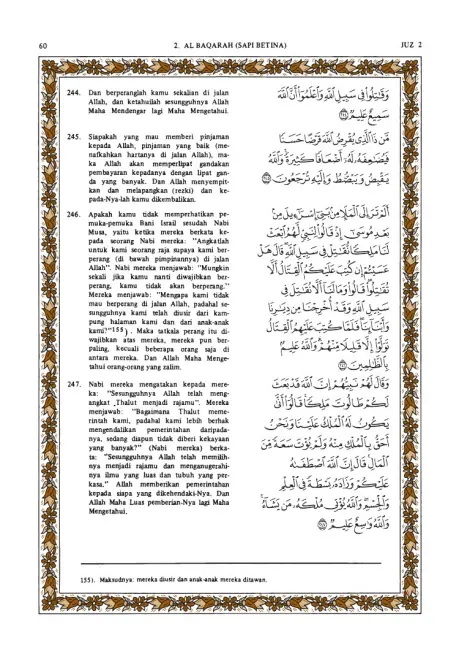 60
2. AL BAQARAH (SAPI BETINA)
JUZ 2
244. Dan berperanglah kamu sekalian di jalan
Allah, dan ketahuilah sesungguhnya Allah
Maha Mendengar lagi Maha Mengetahui.
245. Siapakah yang mau memberi pinjaman
kepada Allah, pinjaman yang baik (me-
nafkahkan hartanya di jalan Allah), ma-
ka Allah akan memperlipat gandakan
pembayaran kepadanya dengan lipat gan-
da yang banyak. Dan Allah menyempit-
kan dan melapangkan (rezki) dan ke-
pada-Nya-lah kamu dikembalikan.
246. Apakah kamu tidak memperhatikan pe-
muka-pemuka Bani Israil sesudah Nabi
Musa, yaitu ketika mereka berkata ke-
pada seorang Nabi mereka: "Angkatlah
untuk kami seorang raja supaya kami ber-
perang (di bawah pimpinannya) di jalan
Allah". Nabi mereka menjawab: "Mungkin
sekali jika kamu nanti diwajibkan ber-
perang, kamu tidak akan berperang."
Mereka menjawab: "Mengapa kami tidak
mau berperang di jalan Allah, padahal se-
sungguhnya kami telah diusir dari kam-
pung halaman kami dan dari anak-anak
kami?"155) . Maka tatkala perang itu di-
wajibkan atas mereka, mereka pun ber-
paling, kecuali beberapa orang saja di
antara mereka. Dan Allah Maha Menge-
tahui orang-orang yang zalim.
247. Nabi mereka mengatakan kepada mere-
ka: "Sesungguhnya Allah telah meng-
angkat Thalut menjadi rajamu". Mereka
menjawab: "Bagaimana Thalut meme-
rintah kami, padahal kami lebih berhak
mengendalikan pemerintahan daripada-
nya, sedang diapun tidak diberi kekayaan
yang banyak?" (Nabi mereka) berka-
ta: "Sesungguhnya Allah telah memilih-
nya menjadi rajamu dan menganugerahi-
nya ilmu yang luas dan tubuh yang per-
kasa." Allah memberikan pemerintahan
kepada siapa yang dikehendaki-Nya. Dan
Allah Maha Luas pemberian-Nya lagi Maha
Mengetahui.
وَقَاتِلُوا فِي سَبِيلِ اللَّهِ وَاعْلَمُوا أَنَّ اللَّهَ
سَمِيعٌ عَلِيمٌ ﴿٢٤٤﴾
مَّن ذَا الَّذِي يُقْرِضُ اللَّهَ قَرْضًا حَسَنًا
فَيُضَاعِفَهُ لَهُ أَضْعَافًا كَثِيرَةً وَاللَّهُ
يَقْبِضُ وَيَبْصُطُ وَإِلَيْهِ تُرْجَعُونَ ﴿٢٤٥﴾
أَلَمْ تَرَ إِلَى الْمَلَإِ مِن بَنِي إِسْرَائِيلَ مِن
بَعْدِ مُوسَىٰ إِذْ قَالُوا لِنَبِيٍّ لَّهُمُ ابْعَثْ
لَنَا مَلِكًا نُّقَاتِلْ فِي سَبِيلِ اللَّهِ قَالَ هَلْ
عَسَيْتُمْ إِن كُتِبَ عَلَيْكُمُ الْقِتَالُ أَلَّا
تُقَاتِلُوا قَالُوا وَمَا لَنَا أَلَّا نُقَاتِلَ فِي
سَبِيلِ اللَّهِ وَقَدْ أُخْرِجْنَا مِن دِيَارِنَا
وَأَبْنَائِنَا فَلَمَّا كُتِبَ عَلَيْهِمُ الْقِتَالُ
تَوَلَّوْا إِلَّا قَلِيلًا مِّنْهُمْ وَاللَّهُ عَلِيمٌ
بِالظَّالِمِينَ ﴿٢٤٦﴾
وَقَالَ لَهُمْ نَبِيُّهُمْ إِنَّ اللَّهَ قَدْ بَعَثَ
لَكُمْ طَالُوتَ مَلِكًا قَالُوا أَنَّىٰ
يَكُونُ لَهُ الْمُلْكُ عَلَيْنَا وَنَحْنُ
أَحَقُّ بِالْمُلْكِ مِنْهُ وَلَمْ يُؤْتَ سَعَةً مِّنَ
الْمَالِ قَالَ إِنَّ اللَّهَ اصْطَفَاهُ
عَلَيْكُمْ وَزَادَهُ بَسْطَةً فِي الْعِلْمِ
وَالْجِسْمِ وَاللَّهُ يُؤْتِي مُلْكَهُ مَن يَشَاءُ
وَاللَّهُ وَاسِعٌ عَلِيمٌ ﴿٢٤٧﴾
155). Maksudnya: mereka diusir dan anak-anak mereka ditawan.